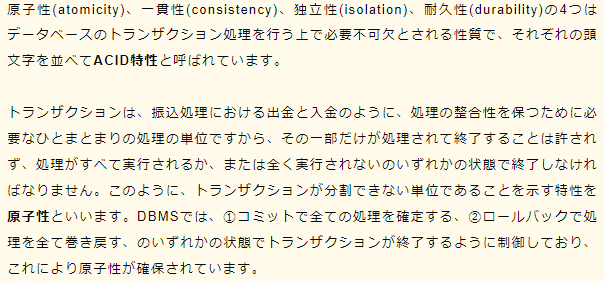 原子性(atomicity)、一貫性(consistency)、独立性(isolation)、耐久性(durability)の4つは
データベースのトランザクション処理を行う上で必要不可欠とされる性質で、それぞれの頭
文字を並べてACID特性と呼ばれています。
トランザクションは、振込処理における出金と入金のように、処理の整合性を保つために必
要なひとまとまりの処理の単位ですから、その一部だけが処理されて終了することは許され
ず、処理がすべて実行されるか、または全く実行されないのいずれかの状態で終了しなけれ
ばなりません。このように、トランザクションが分割できない単位であることを示す特性を
原子性といいます。DBMSでは、①コミットで全ての処理を確定する、②ロールバックで処
理を全て巻き戻す、のいずれかの状態でトランザクションが終了するように制御しており、
これにより原子性が確保されています。